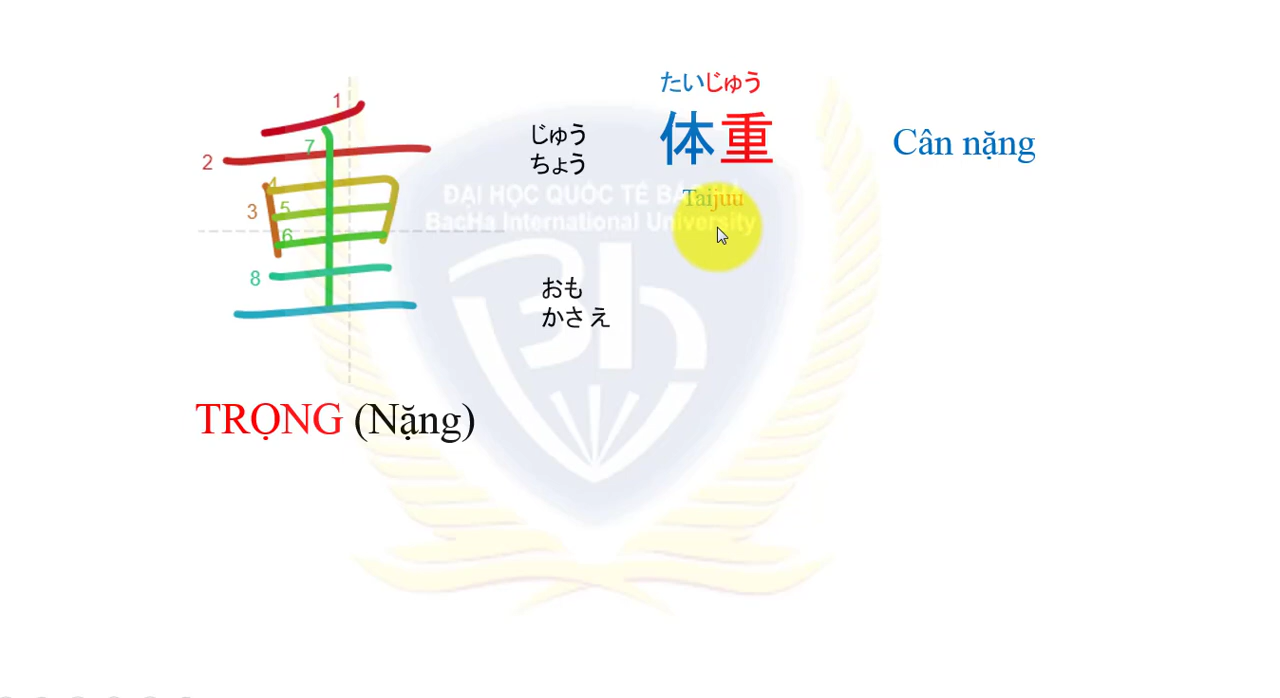 1
7
2
4
3
5
6
8
TRỌNG (Nặng)
じゅう
ちょう
おも
かさえ
たいじゅう
体重
Taijuu
Cân nặng
ĐẠI HỌC QUỐC TẾ BẮC HÀ
BacHa International University